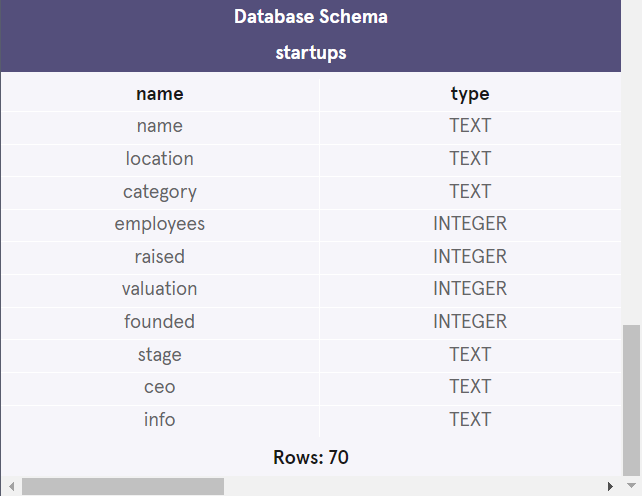 Database Schema
startups
name type
name TEXT
location TEXT
category TEXT
employees INTEGER
raised INTEGER
valuation INTEGER
founded INTEGER
stage TEXT
ceo TEXT
info TEXT
Rows: 70